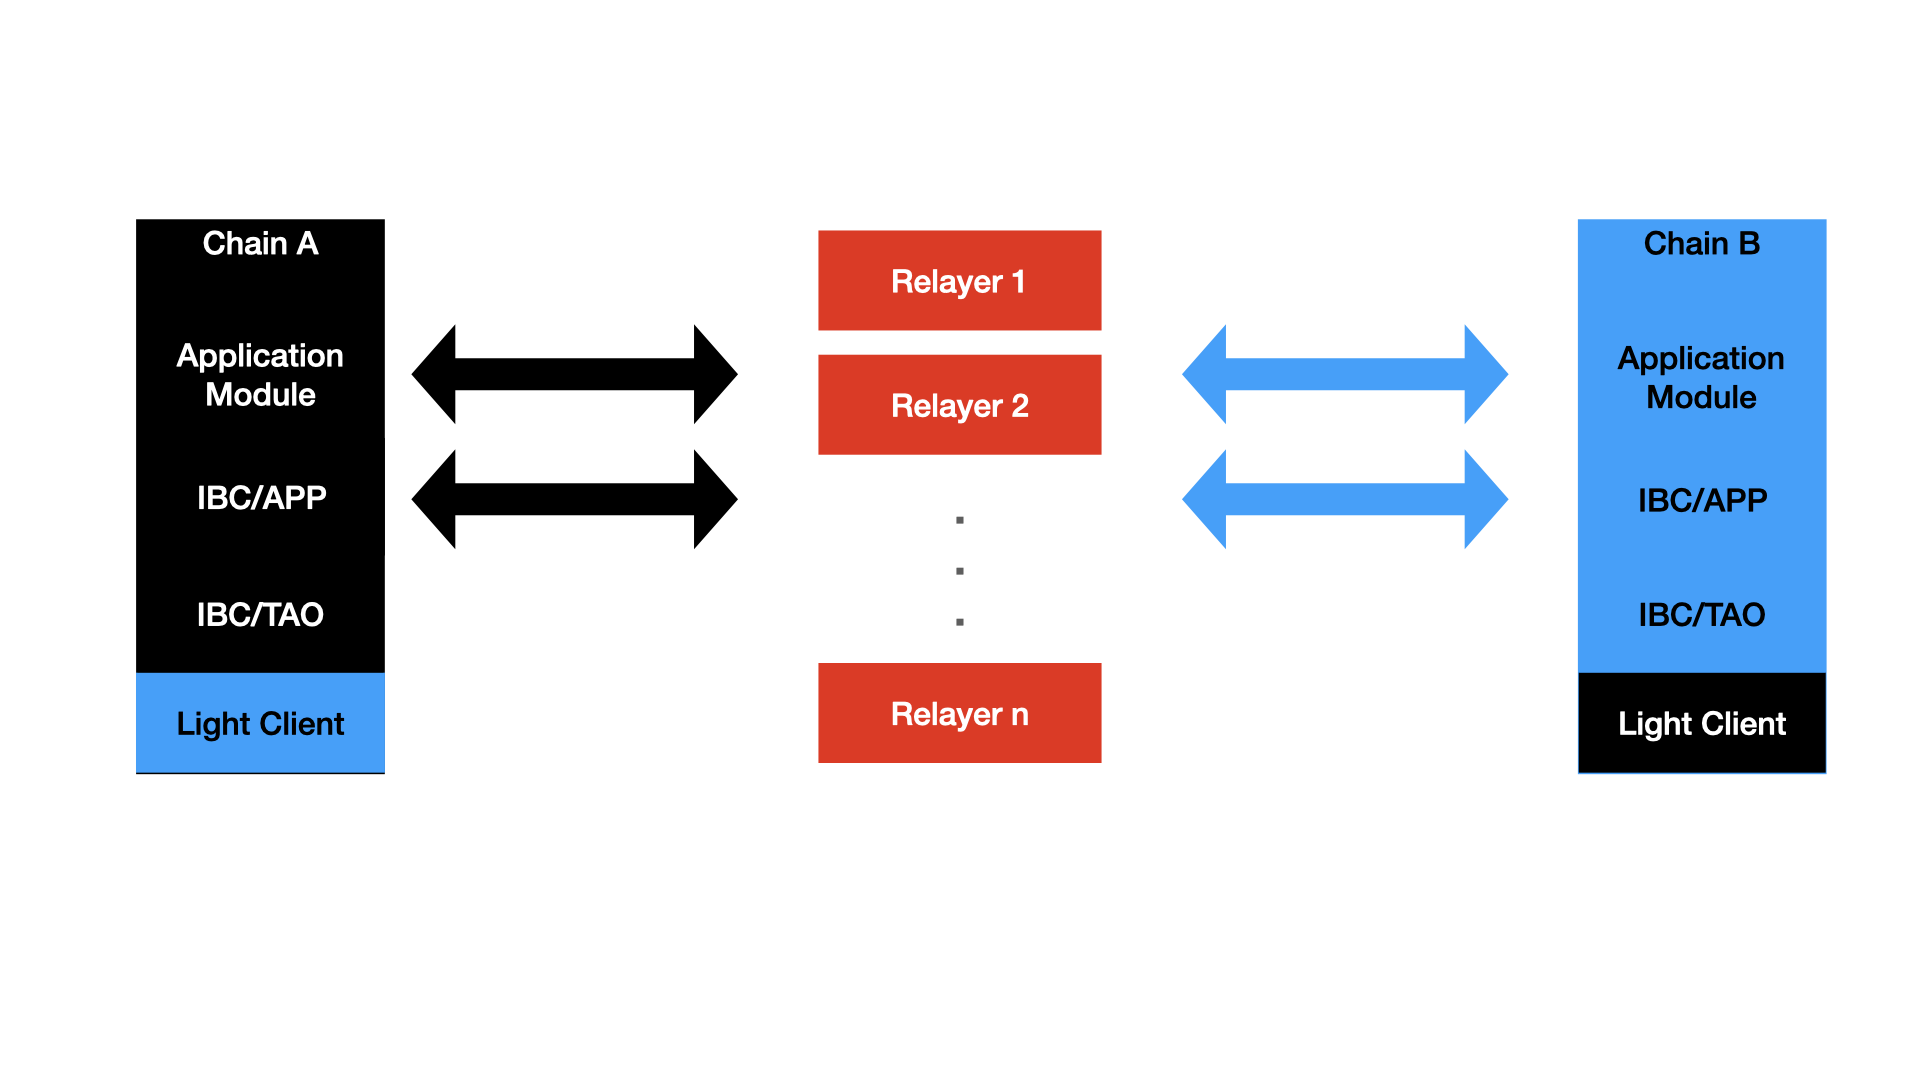 Chain A
Application
Module
IBC/APP
IBC/TAO
Light Client
Relayer 1
Relayer 2
Relayer n
Chain B
Application
Module
IBC/APP
IBC/TAO
Light Client